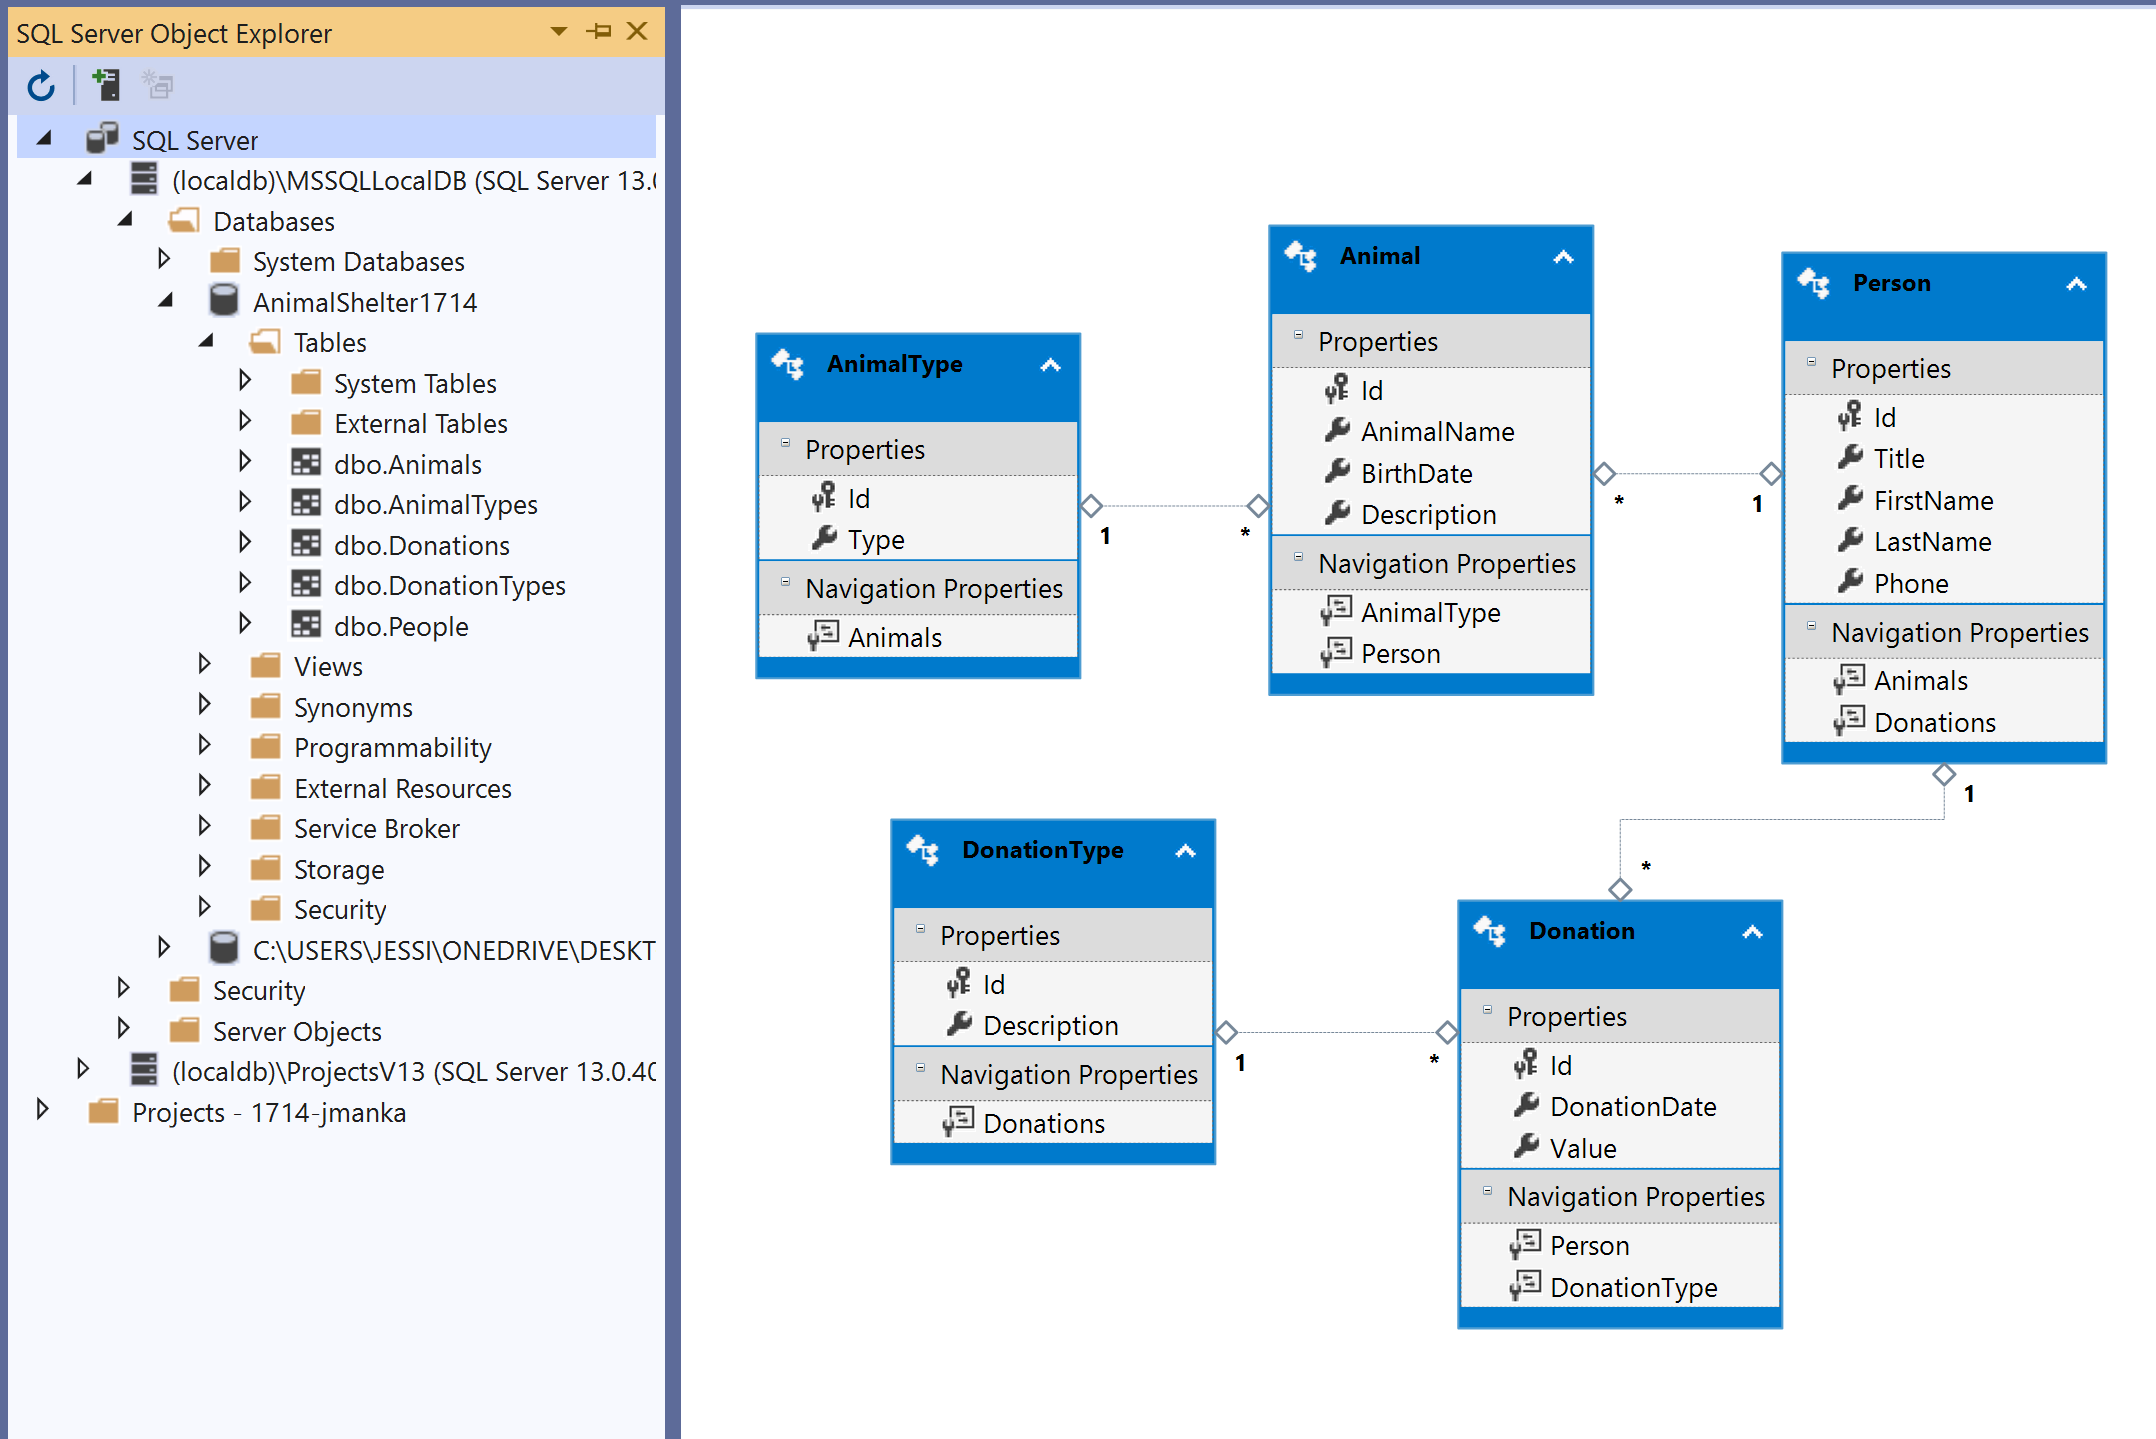 SQL Server Object Explorer
SQL Server
(localdb)\MSSQLLocalDB (SQL Server 13.0
Databases
System Databases
AnimalShelter1714
Tables
System Tables
External Tables
dbo.Animals
dbo.AnimalTypes
dbo.Donations
dbo.DonationTypes
dbo.People
Views
Synonyms
Programmability
External Resources
Service Broker
Storage
Security
C:\USERS\JESSI\ONEDRIVE\DESKT
Security
Server Objects
(localdb)\ProjectsV13 (SQL Server 13.0.40
Projects - 1714-jmanka
AnimalType
Properties
Id
Type
Navigation Properties
Animals
1
*
Animal
Properties
Id
AnimalName
BirthDate
Description
Navigation Properties
AnimalType
Person
*
1
Person
Properties
Id
Title
FirstName
LastName
Phone
Navigation Properties
Animals
Donations
1
*
DonationType
Properties
Id
Description
Navigation Properties
Donations
1
*
Donation
Properties
Id
DonationDate
Value
Navigation Properties
Person
DonationType